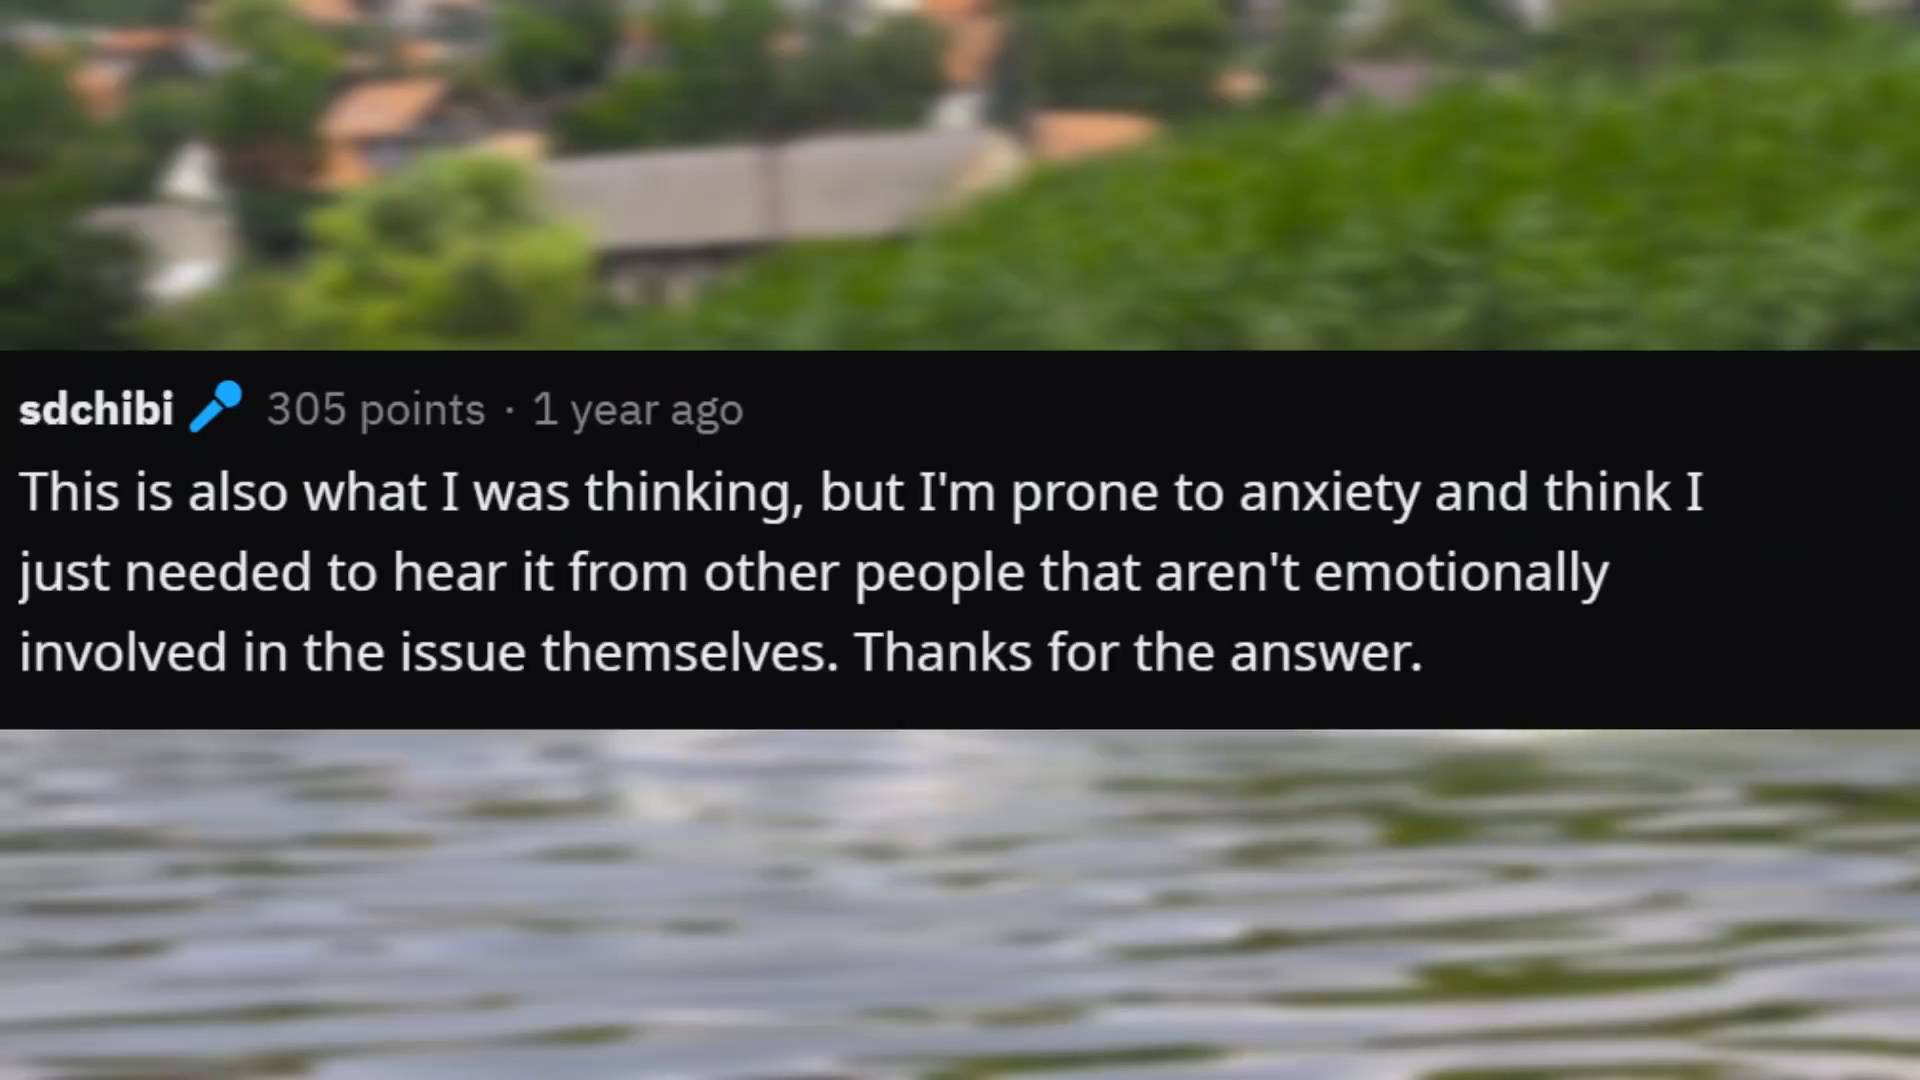 sdchibi 305 points · 1 year ago
This is also what I was thinking, but I'm prone to anxiety and think I
just needed to hear it from other people that aren't emotionally
involved in the issue themselves. Thanks for the answer.